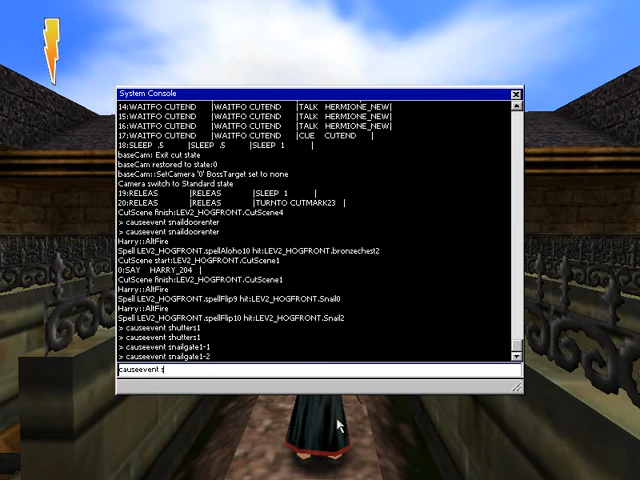 System Console
14:WAITFO CUTEND |WAITFO CUTEND |TALK HERMIONE_NEW|
15:WAITFO CUTEND |WAITFO CUTEND |TALK HERMIONE_NEW|
16:WAITFO CUTEND |WAITFO CUTEND |TALK HERMIONE_NEW|
17:WAITFO CUTEND |WAITFO CUTEND |CUE CUTEND |
18:SLEEP .5 |SLEEP .5 |SLEEP 1 |
baseCam: Exit cut state
baseCam restored to state:0
baseCam::SetCamera '0' BossTarget set to none
Camera switch to Standard state
19:RELEAS |RELEAS |SLEEP 1 |
20:RELEAS |RELEAS |TURNTO CUTMARK23 |
CutScene finish:LEV2_HOGFRONT.CutScene4
> causeevent snaildoorenter
> causeevent snaildoorenter
Harry::AltFire
Spell LEV2_HOGFRONT.spellAloho10 hit:LEV2_HOGFRONT.bronzechest2
CutScene start:LEV2_HOGFRONT.CutScene1
0:SAY HARRY_204 |
CutScene finish:LEV2_HOGFRONT.CutScene1
Harry::AltFire
Spell LEV2_HOGFRONT.spellFlip9 hit:LEV2_HOGFRONT.Snail0
Harry::AltFire
Spell LEV2_HOGFRONT.spellFlip10 hit:LEV2_HOGFRONT.Snail2
> causeevent shutters1
> causeevent shutters1
> causeevent snailgate1-1
> causeevent snailgate1-2
causeevent s